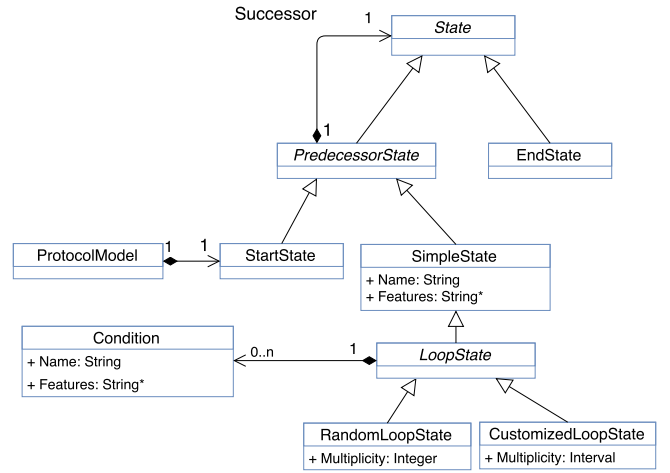 Successor
1
State
1
PredecessorState
EndState
ProtocolModel
1
1
StartState
SimpleState
+ Name: String
+ Features: String*
Condition
+ Name: String
+ Features: String*
0..n
1
LoopState
RandomLoopState
+ Multiplicity: Integer
CustomizedLoopState
+ Multiplicity: Interval